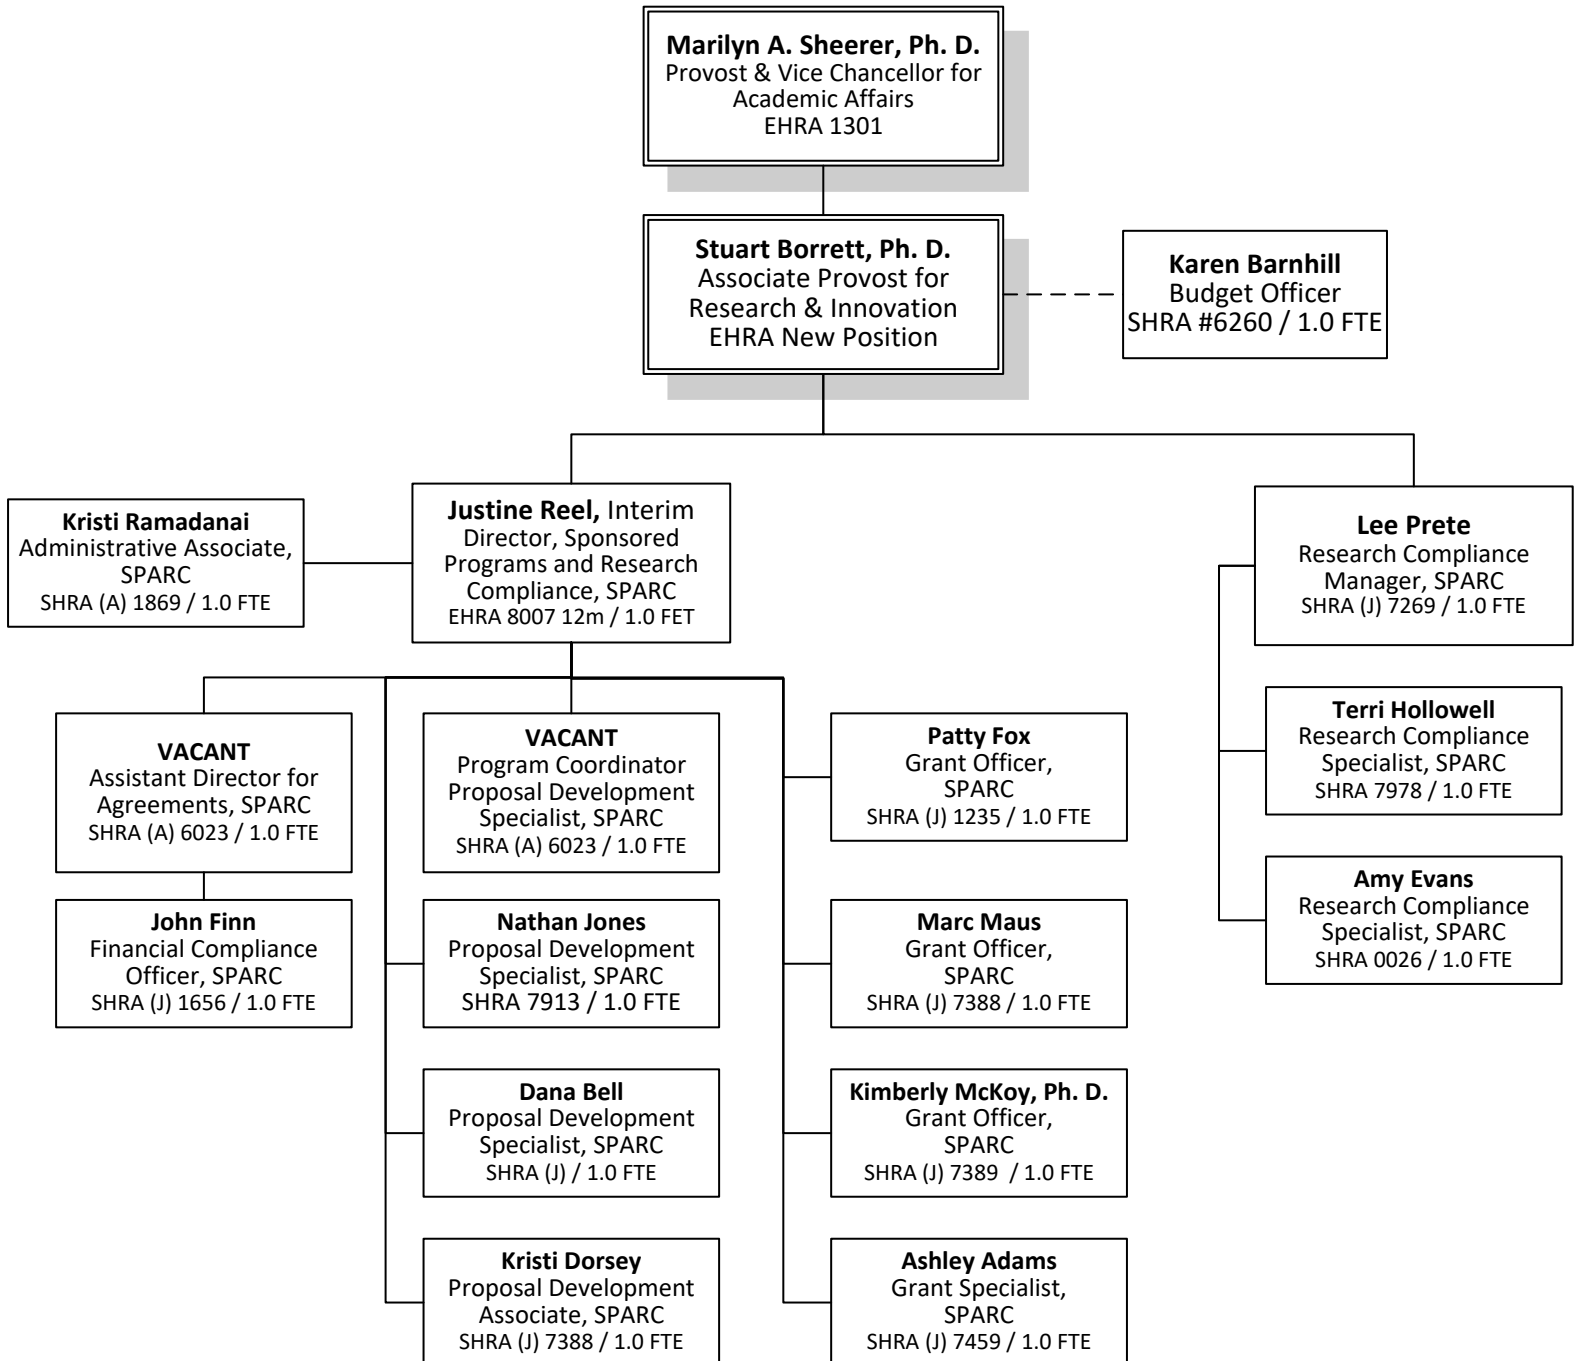 Marilyn A. Sheerer, Ph. D.
Provost & Vice Chancellor for
Academic Affairs
EHRA 1301
Stuart Borrett, Ph. D.
Associate Provost for
Research & Innovation
EHRA New Position
Karen Barnhill
Budget Officer
SHRA #6260 / 1.0 FTE
Kristi Ramadanai
Administrative Associate,
SPARC
SHRA (A) 1869 / 1.0 FTE
Justine Reel, Interim
Director, Sponsored
Programs and Research
Compliance, SPARC
EHRA 8007 12m / 1.0 FET
Lee Prete
Research Compliance
Manager, SPARC
SHRA (J) 7269 / 1.0 FTE
VACANT
Assistant Director for
Agreements, SPARC
SHRA (A) 6023 / 1.0 FTE
VACANT
Program Coordinator
Proposal Development
Specialist, SPARC
SHRA (A) 6023 / 1.0 FTE
Patty Fox
Grant Officer,
SPARC
SHRA (J) 1235 / 1.0 FTE
Terri Hollowell
Research Compliance
Specialist, SPARC
SHRA 7978 / 1.0 FTE
John Finn
Financial Compliance
Officer, SPARC
SHRA (J) 1656 / 1.0 FTE
Nathan Jones
Proposal Development
Specialist, SPARC
SHRA 7913 / 1.0 FTE
Marc Maus
Grant Officer,
SPARC
SHRA (J) 7388 / 1.0 FTE
Amy Evans
Research Compliance
Specialist, SPARC
SHRA 0026 / 1.0 FTE
Dana Bell
Proposal Development
Specialist, SPARC
SHRA (J) / 1.0 FTE
Kimberly McKoy, Ph. D.
Grant Officer,
SPARC
SHRA (J) 7389 / 1.0 FTE
Kristi Dorsey
Proposal Development
Associate, SPARC
SHRA (J) 7388 / 1.0 FTE
Ashley Adams
Grant Specialist,
SPARC
SHRA (J) 7459 / 1.0 FTE